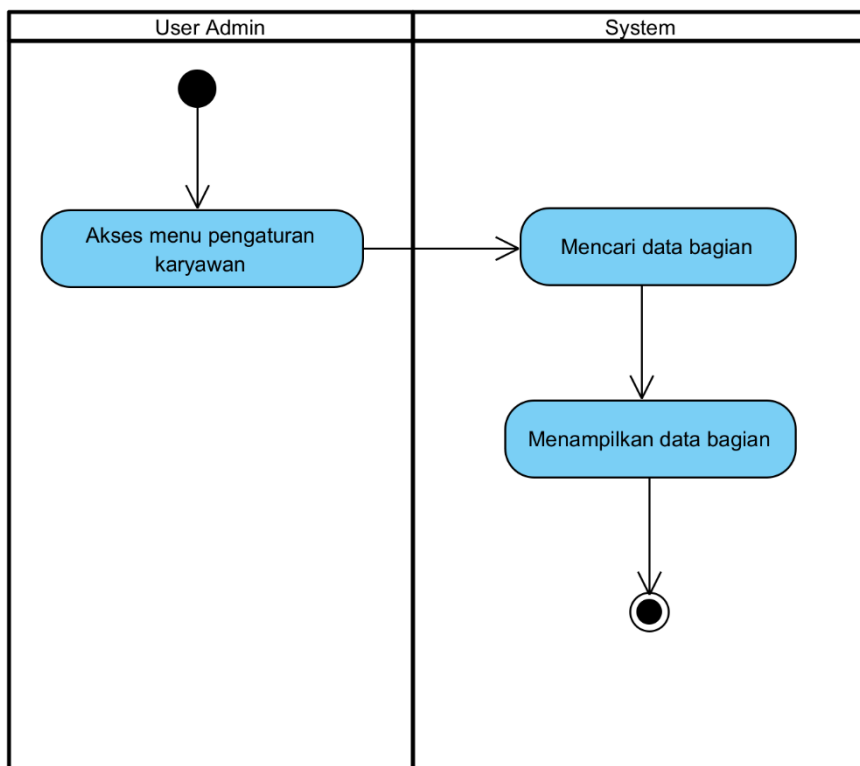 User Admin
System
Akses menu pengaturan
karyawan
Mencari data bagian
Menampilkan data bagian